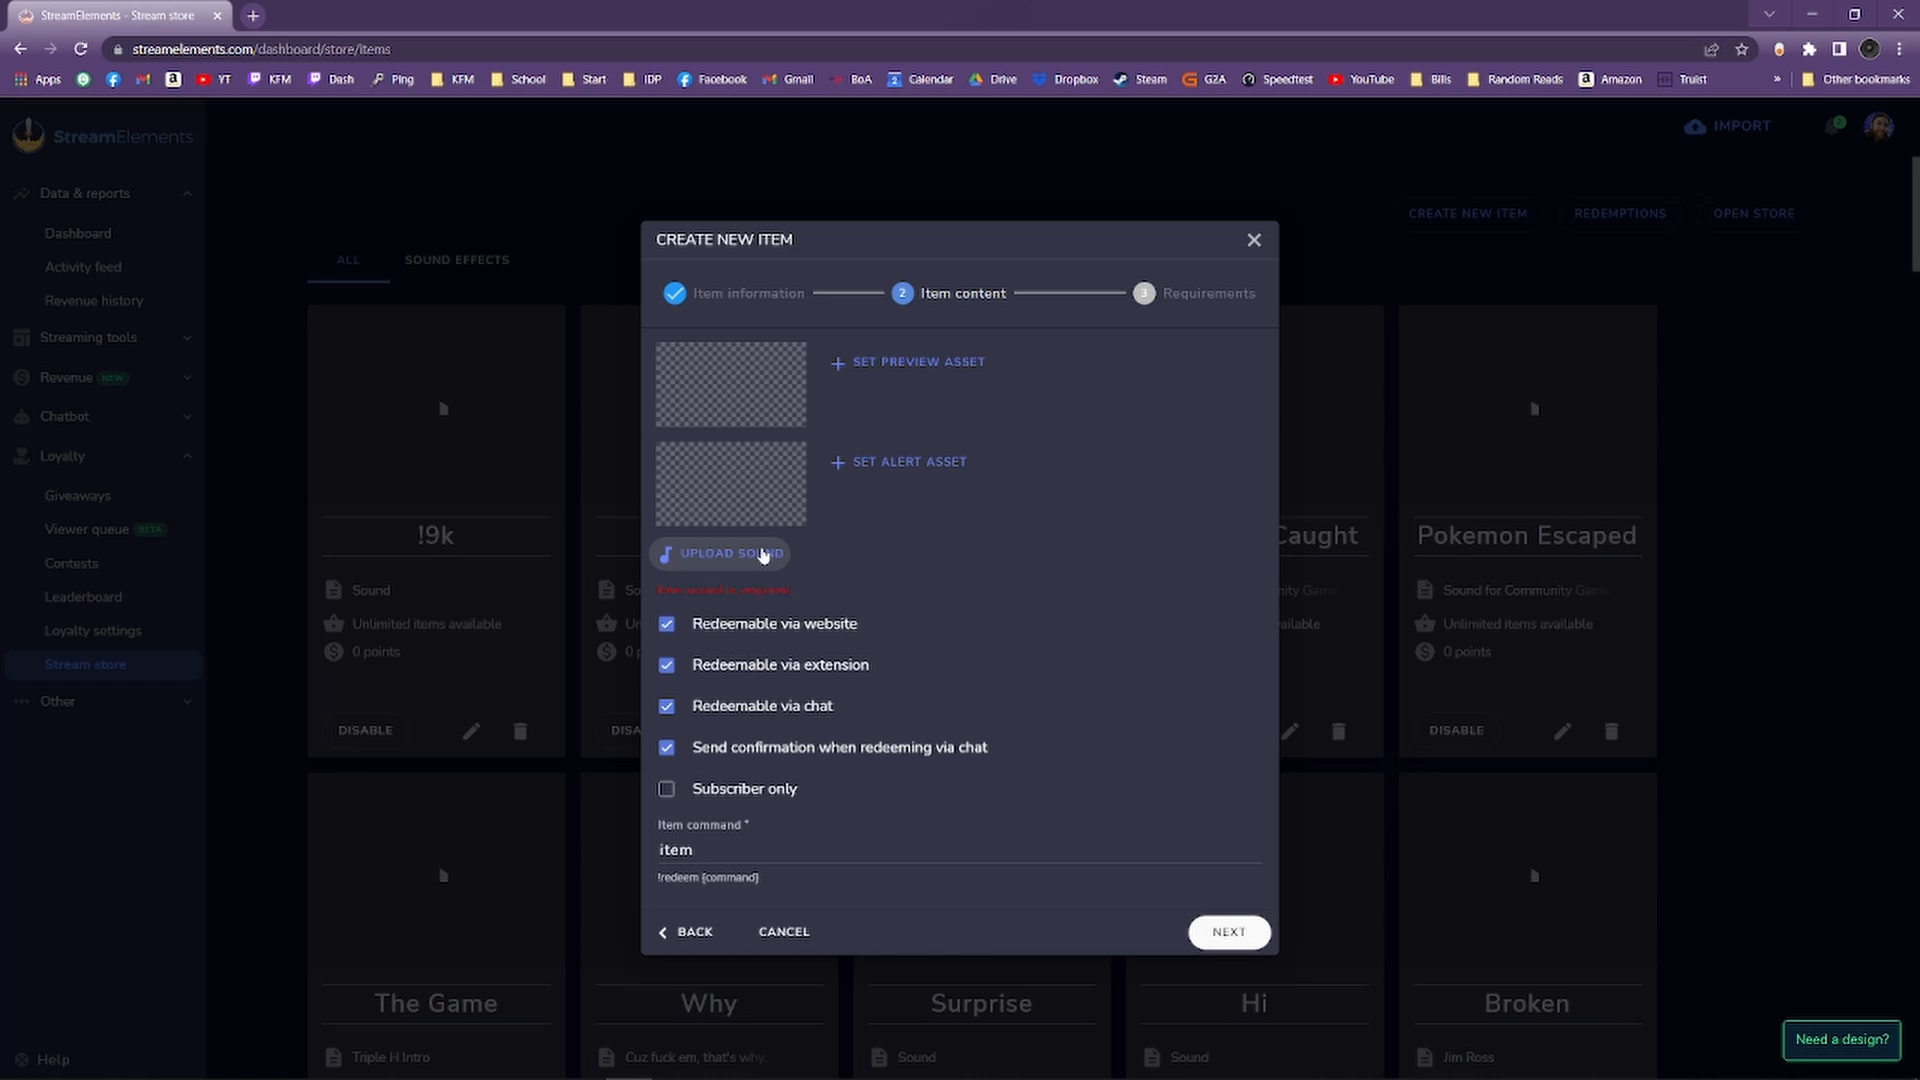 StreamElements - Stream store
streamelements.com/dashboard/store/items
Apps
YT
KFM
Dash
Ping
KFM
School
Start
IDP
Facebook
Gmail
BoA
Calendar
Drive
Dropbox
Steam
G2A
Speedtest
YouTube
Bills
Random Reads
Amazon
Truist
Other bookmarks
StreamElements
IMPORT
Data & reports
Dashboard
Activity feed
Revenue history
Streaming tools
Revenue NEW
Chatbot
Loyalty
Giveaways
Viewer queue BETA
Contests
Leaderboard
Loyalty settings
Stream store
Other
Help
CREATE NEW ITEM
REDEMPTIONS
OPEN STORE
ALL
SOUND EFFECTS
CREATE NEW ITEM
Item information
2 Item content
3 Requirements
SET PREVIEW ASSET
SET ALERT ASSET
UPLOAD SOUND
Redeemable via website
Redeemable via extension
Redeemable via chat
Send confirmation when redeeming via chat
Subscriber only
Item command *
item
!redeem [command]
BACK
CANCEL
NEXT
!9k
Sound
Unlimited items available
0 points
DISABLE
Caught
Pokemon Escaped
Sound for Community Game
Unlimited items available
0 points
DISABLE
The Game
Triple H Intro
Why
Cuz fuck em, that's why.
Surprise
Sound
Hi
Sound
Broken
Jim Ross
Need a design?